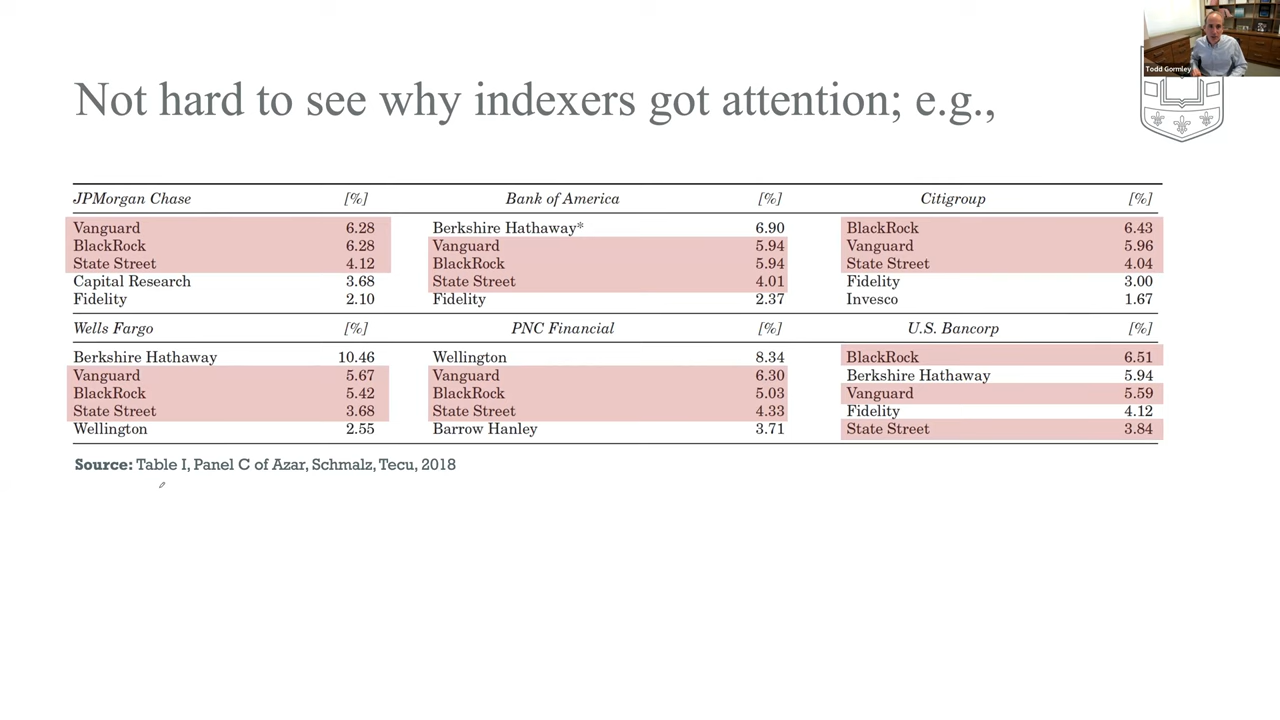 Todd Gormley
Not hard to see why indexers got attention; e.g.,
JPMorgan Chase [%] Bank of America [%] Citigroup [%]
Vanguard 6.28 Berkshire Hathaway* 6.90 BlackRock 6.43
BlackRock 6.28 Vanguard 5.94 Vanguard 5.96
State Street 4.12 BlackRock 5.94 State Street 4.04
Capital Research 3.68 State Street 4.01 Fidelity 3.00
Fidelity 2.10 Fidelity 2.37 Invesco 1.67
Wells Fargo [%] PNC Financial [%] U.S. Bancorp [%]
Berkshire Hathaway 10.46 Wellington 8.34 BlackRock 6.51
Vanguard 5.67 Vanguard 6.30 Berkshire Hathaway 5.94
BlackRock 5.42 BlackRock 5.03 Vanguard 5.59
State Street 3.68 State Street 4.33 Fidelity 4.12
Wellington 2.55 Barrow Hanley 3.71 State Street 3.84
Source: Table I, Panel C of Azar, Schmalz, Tecu, 2018